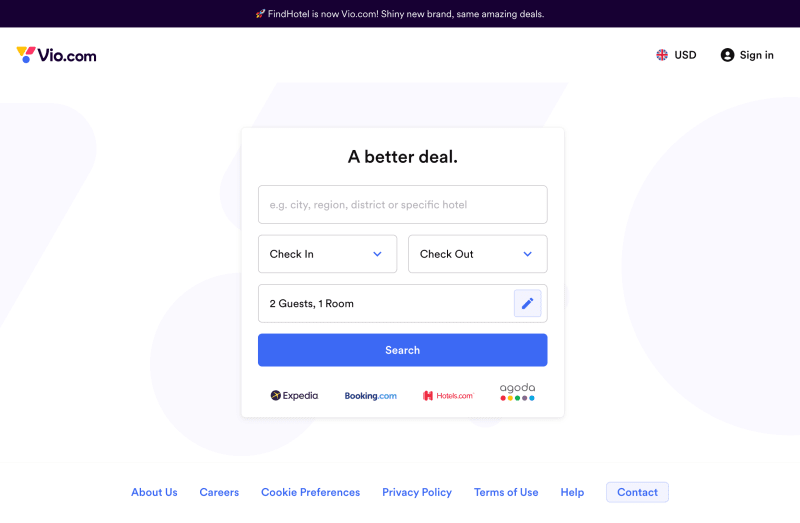 🚀 FindHotel is now Vio.com! Shiny new brand, same amazing deals.
Vio.com
USD
Sign in
A better deal.
e.g. city, region, district or specific hotel
Check In
Check Out
2 Guests, 1 Room
Search
Expedia
Booking.com
Hotels.com
agoda
About Us
Careers
Cookie Preferences
Privacy Policy
Terms of Use
Help
Contact